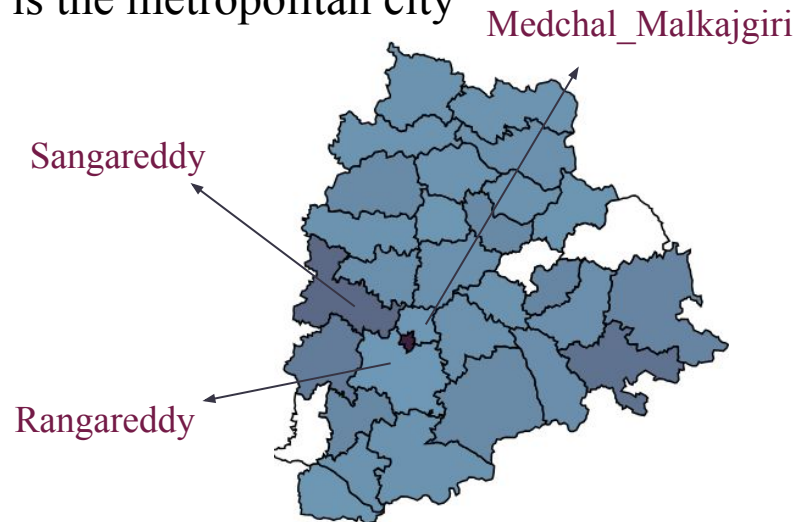 is the metropolitan city
Medchal_Malkajgiri
Sangareddy
Rangareddy